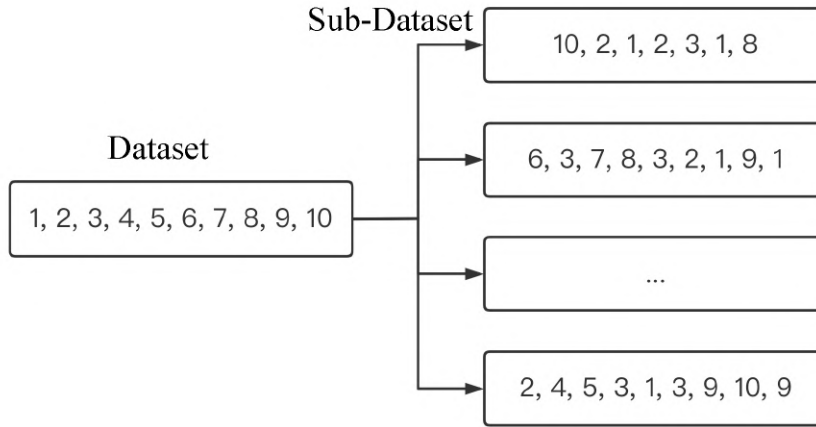 Sub-Dataset
10, 2, 1, 2, 3, 1, 8
Dataset
6, 3, 7, 8, 3, 2, 1, 9, 1
1, 2, 3, 4, 5, 6, 7, 8, 9, 10
...
2, 4, 5, 3, 1, 3, 9, 10, 9